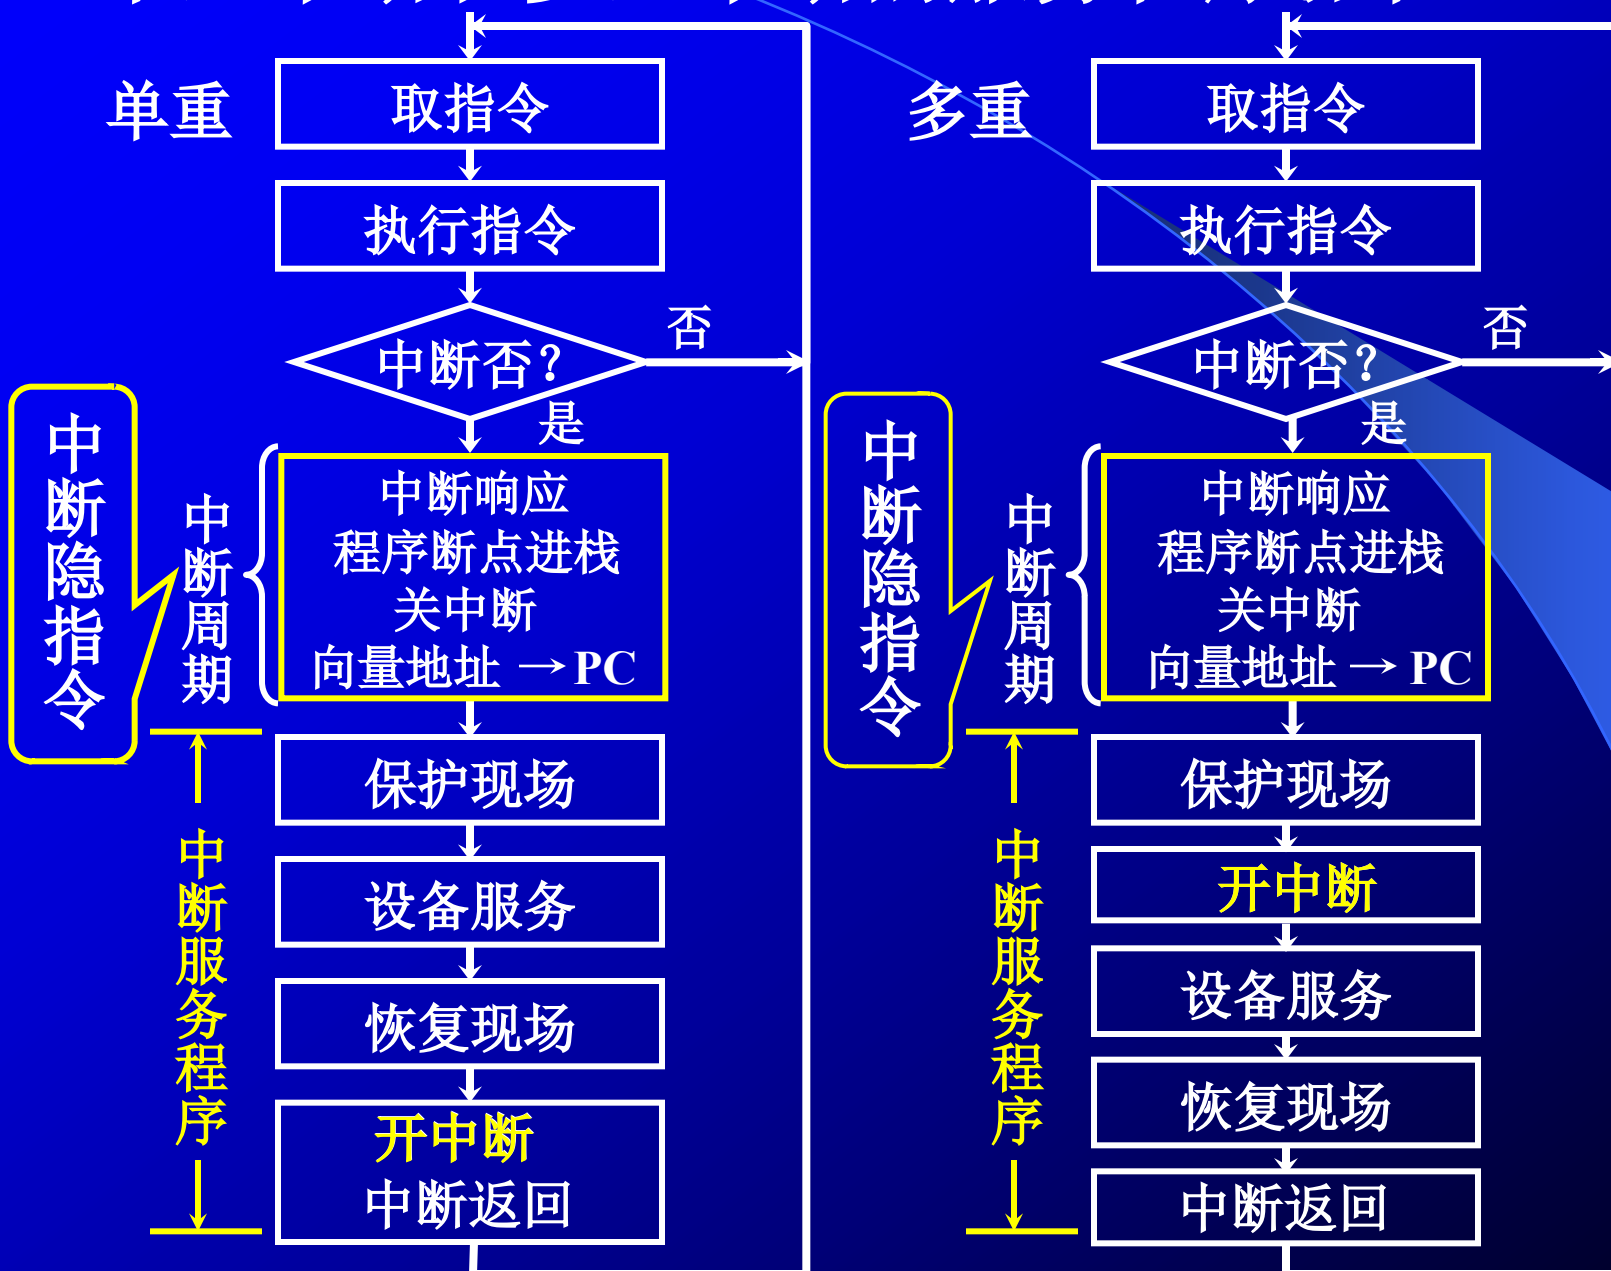 单重
取指令
执行指令
中断否？
否
是
中断隐指令
中断周期
中断响应
程序断点进栈
关中断
向量地址 → PC
中断服务程序
保护现场
设备服务
恢复现场
开中断
中断返回
多重
取指令
执行指令
中断否？
否
是
中断隐指令
中断周期
中断响应
程序断点进栈
关中断
向量地址 → PC
中断服务程序
保护现场
开中断
设备服务
恢复现场
中断返回